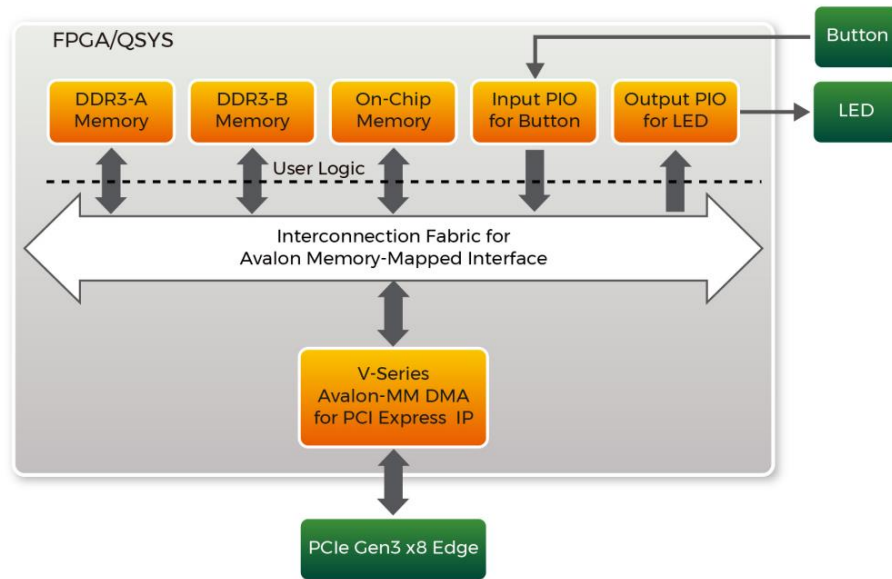 FPGA/QSYS
Button
DDR3-A
Memory
DDR3-B
Memory
On-Chip
Memory
Input PIO
for Button
Output PIO
for LED
LED
User Logic
Interconnection Fabric for
Avalon Memory-Mapped Interface
V-Series
Avalon-MM DMA
for PCI Express IP
PCIe Gen3 x8 Edge